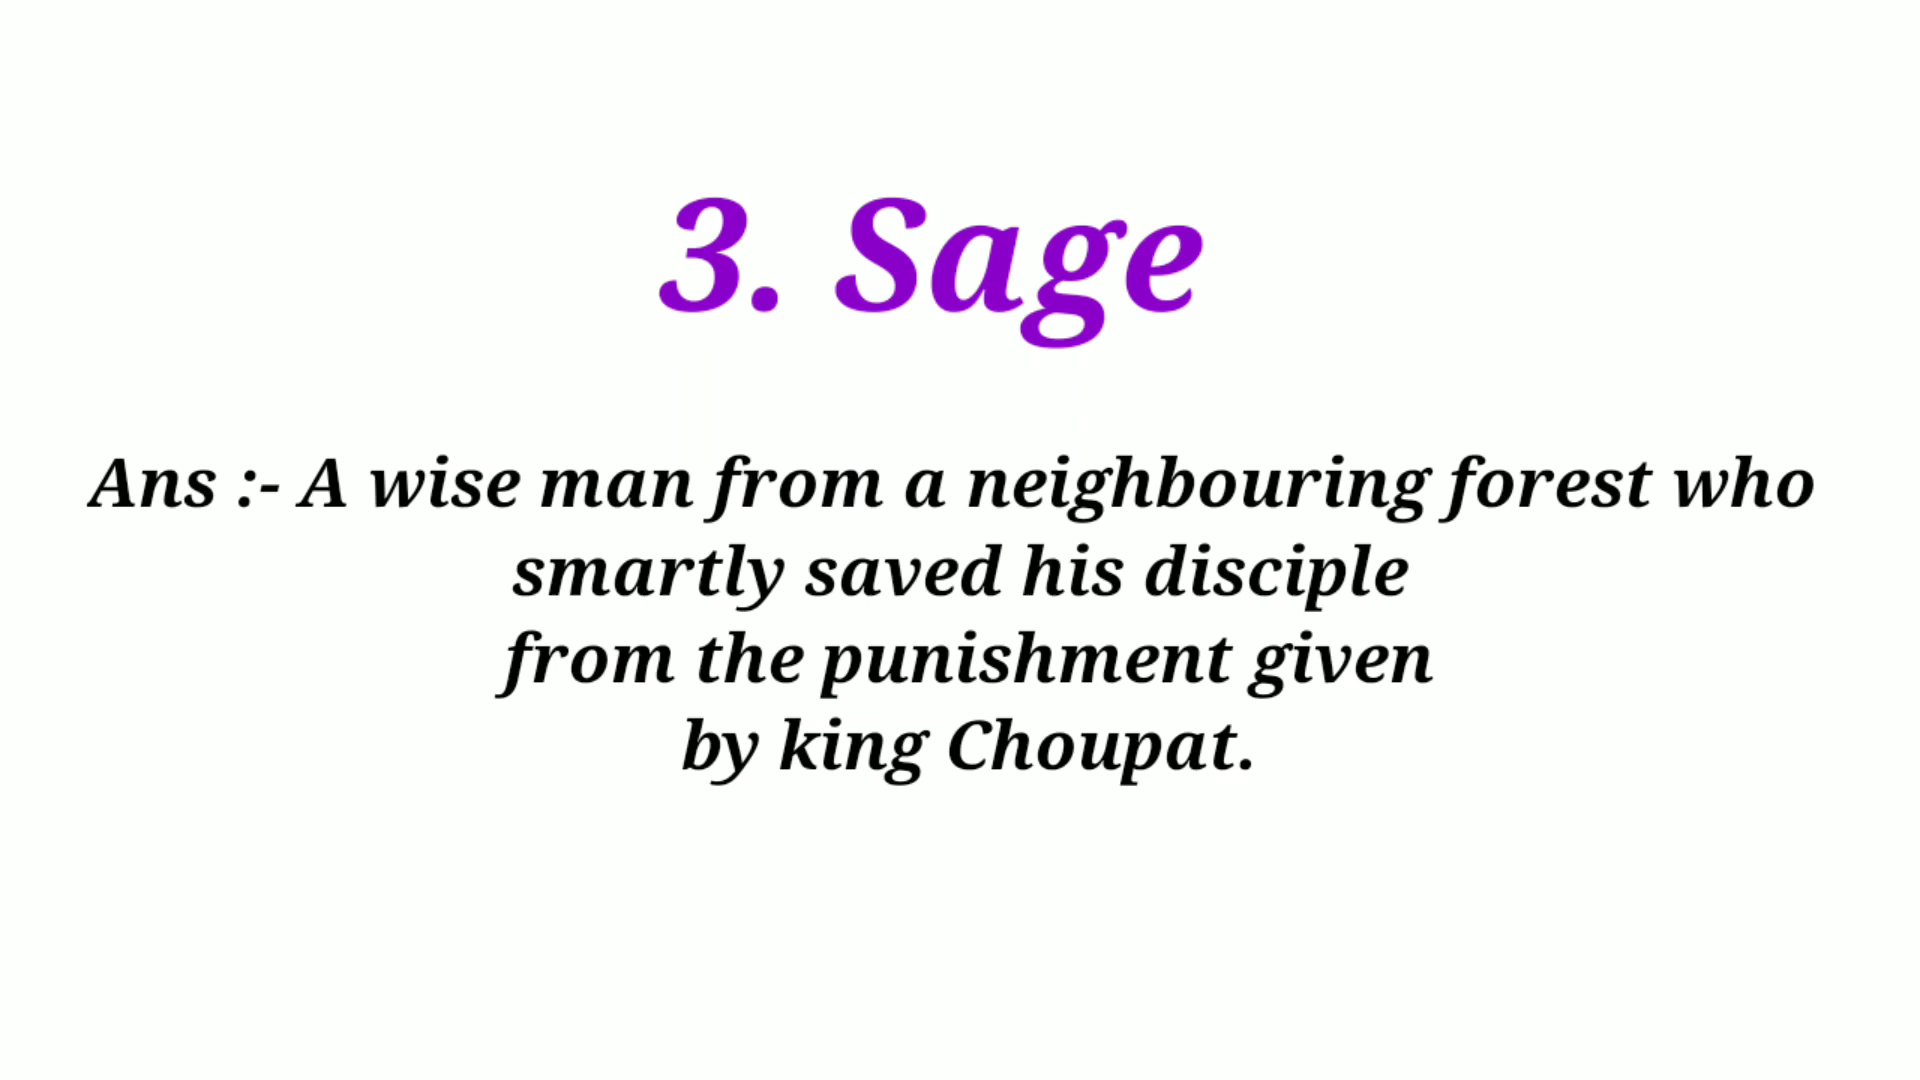 3. Sage
Ans :- A wise man from a neighbouring forest who
smartly saved his disciple
from the punishment given
by king Choupat.